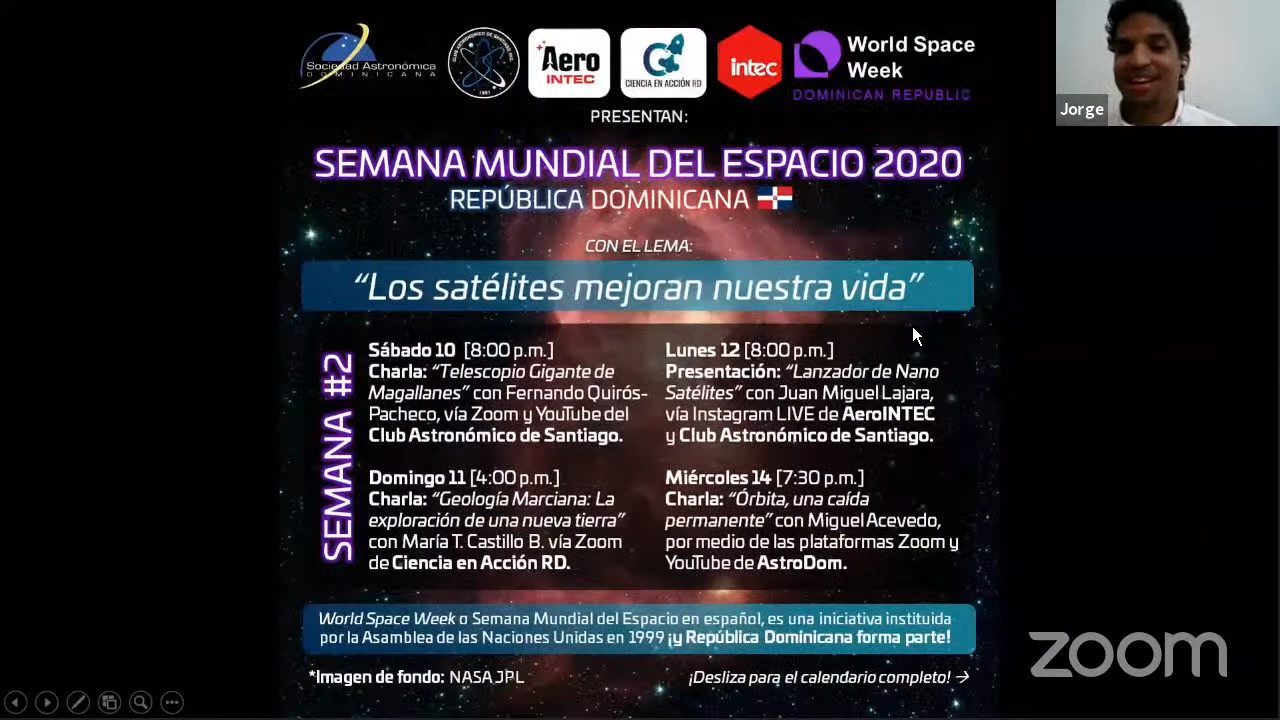 Sociedad Astronómica
DOMINICANA
CLUB ASTRONÓMICO DE SANTIAGO, INC.
1981
Aero
INTEC
CIENCIA EN ACCIÓN RD
intec
World Space
Week
DOMINICAN REPUBLIC
Jorge
PRESENTAN:
SEMANA MUNDIAL DEL ESPACIO 2020
REPÚBLICA DOMINICANA
CON EL LEMA:
“Los satélites mejoran nuestra vida”
SEMANA #2
Sábado 10 [8:00 p.m.]
Charla: “Telescopio Gigante de
Magallanes” con Fernando Quirós-
Pacheco, vía Zoom y YouTube del
Club Astronómico de Santiago.
Domingo 11 [4:00 p.m.]
Charla: “Geología Marciana: La
exploración de una nueva tierra”
con María T. Castillo B. vía Zoom
de Ciencia en Acción RD.
Lunes 12 [8:00 p.m.]
Presentación: “Lanzador de Nano
Satélites” con Juan Miguel Lajara,
vía Instagram LIVE de AeroINTEC
y Club Astronómico de Santiago.
Miércoles 14 [7:30 p.m.]
Charla: “Órbita, una caída
permanente” con Miguel Acevedo,
por medio de las plataformas Zoom y
YouTube de AstroDom.
World Space Week o Semana Mundial del Espacio en español, es una iniciativa instituida
por la Asamblea de las Naciones Unidas en 1999 ¡y República Dominicana forma parte!
*Imagen de fondo: NASA JPL
¡Desliza para el calendario completo! →
zoom